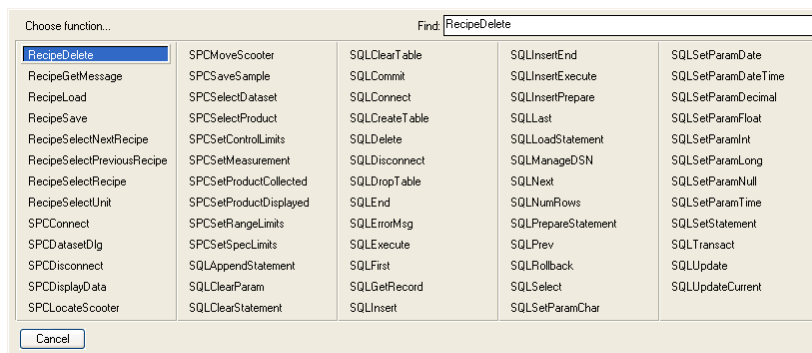 Choose function...
Find: RecipeDelete
RecipeDelete
RecipeGetMessage
RecipeLoad
RecipeSave
RecipeSelectNextRecipe
RecipeSelectPreviousRecipe
RecipeSelectRecipe
RecipeSelectUnit
SPCConnect
SPCDatasetDlg
SPCDisconnect
SPCDisplayData
SPCLocateScooter
SPCMoveScooter
SPCSaveSample
SPCSelectDataset
SPCSelectProduct
SPCSetControlLimits
SPCSetMeasurement
SPCSetProductCollected
SPCSetProductDisplayed
SPCSetRangeLimits
SPCSetSpecLimits
SQLAppendStatement
SQLClearParam
SQLClearStatement
SQLClearTable
SQLCommit
SQLConnect
SQLCreateTable
SQLDelete
SQLDisconnect
SQLDropTable
SQLEnd
SQLErrorMsg
SQLExecute
SQLFirst
SQLGetRecord
SQLInsert
SQLInsertEnd
SQLInsertExecute
SQLInsertPrepare
SQLLast
SQLLoadStatement
SQLManageDSN
SQLNext
SQLNumRows
SQLPrepareStatement
SQLPrev
SQLRollback
SQLSelect
SQLSetParamChar
SQLSetParamDate
SQLSetParamDateTime
SQLSetParamDecimal
SQLSetParamFloat
SQLSetParamInt
SQLSetParamLong
SQLSetParamNull
SQLSetParamTime
SQLSetStatement
SQLTransact
SQLUpdate
SQLUpdateCurrent
Cancel